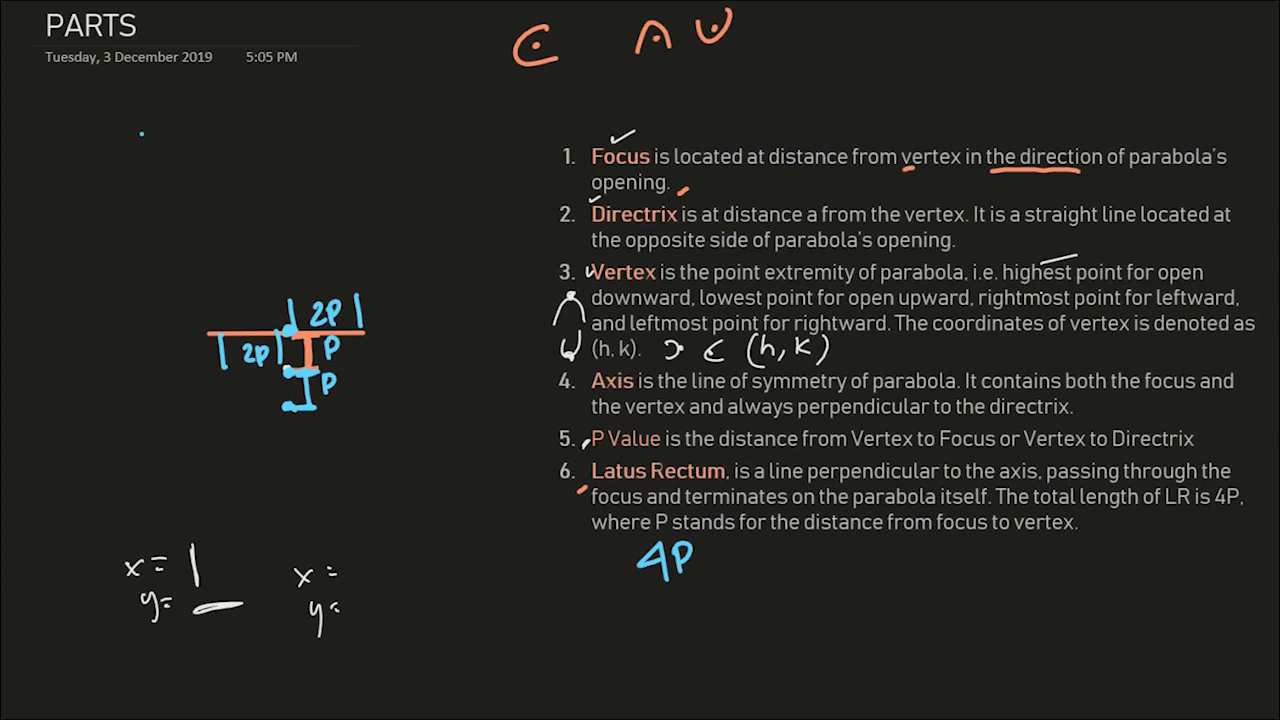 PARTS
Tuesday, 3 December 2019 5:05 PM
1. Focus is located at distance from vertex in the direction of parabola's
opening.
2. Directrix is at distance a from the vertex. It is a straight line located at
the opposite side of parabola's opening.
3. Vertex is the point extremity of parabola, i.e. highest point for open
downward, lowest point for open upward, rightmost point for leftward,
and leftmost point for rightward. The coordinates of vertex is denoted as
(h, k). (h, k)
4. Axis is the line of symmetry of parabola. It contains both the focus and
the vertex and always perpendicular to the directrix.
5. P Value is the distance from Vertex to Focus or Vertex to Directrix
6. Latus Rectum, is a line perpendicular to the axis, passing through the
focus and terminates on the parabola itself. The total length of LR is 4P,
where P stands for the distance from focus to vertex.
4P
2P
2P P
P
x = x =
y = y =